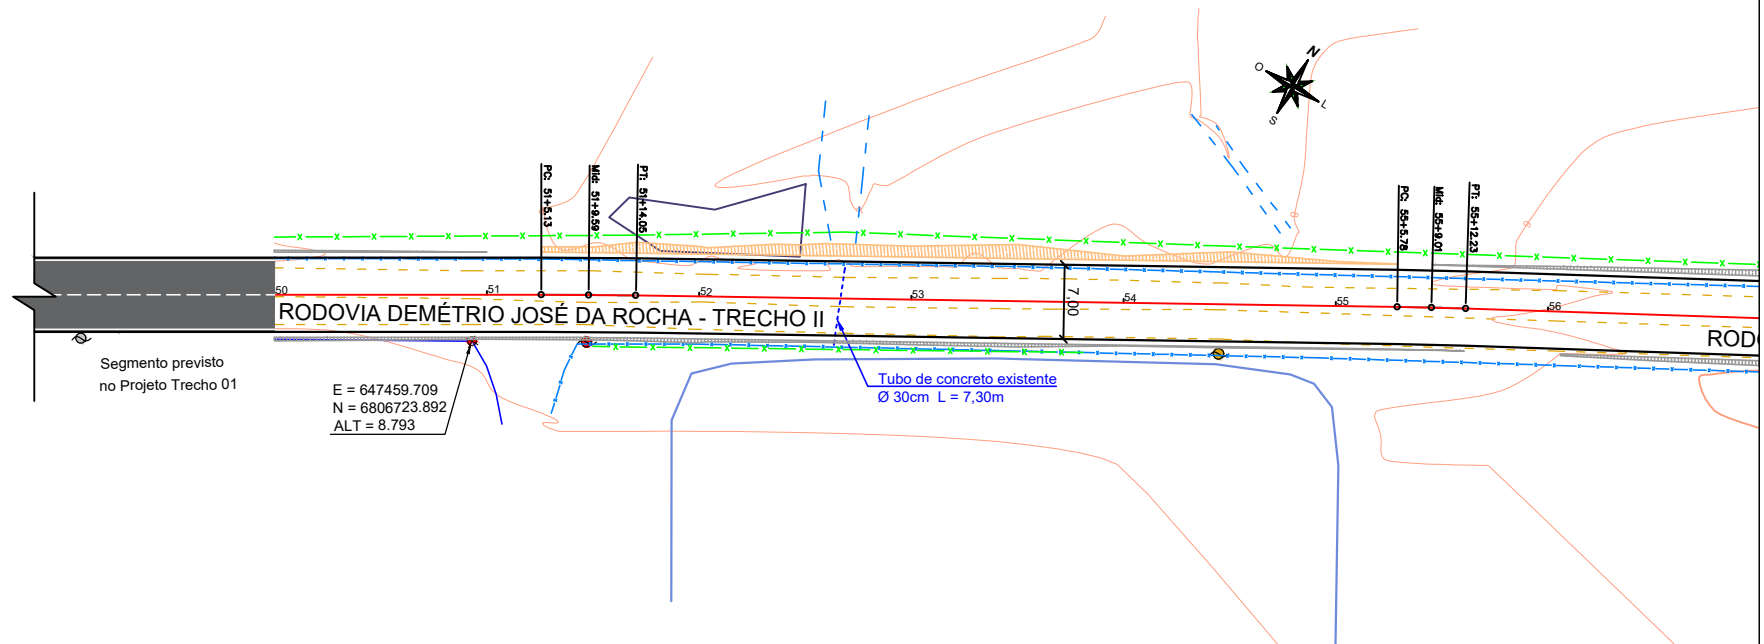 N
O
L
S
PC: 51+5.13
Mid: 51+9.59
PT: 51+14.05
PC: 55+5.78
Mid: 55+9.01
PT: 55+12.23
50
51
52
53
54
55
56
7,00
RODOVIA DEMÉTRIO JOSÉ DA ROCHA - TRECHO II
ROD
Segmento previsto
no Projeto Trecho 01
E = 647459.709
N = 6806723.892
ALT = 8.793
Tubo de concreto existente
Ø 30cm L = 7,30m